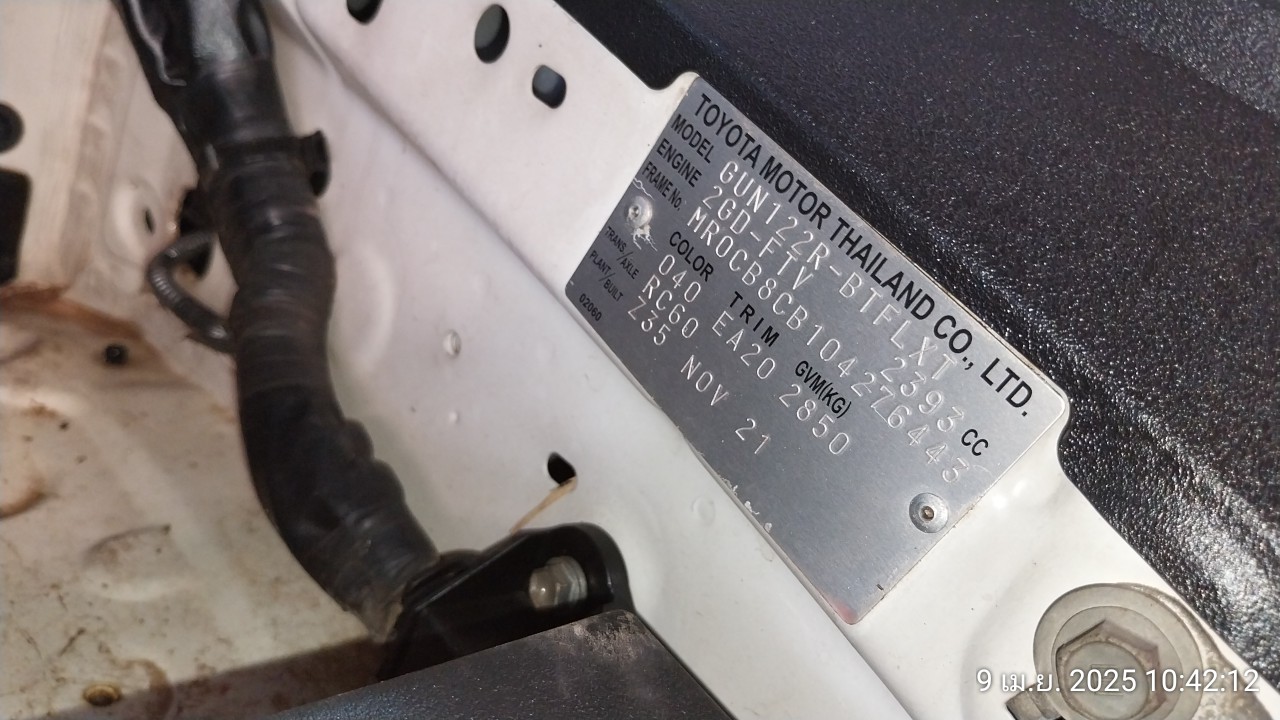 TOYOTA MOTOR THAILAND CO., LTD.
MODEL GUN122R-BTFLXT
ENGINE 2GD-FTV 2393 CC
FRAME No. MR0CB8CB104276443
COLOR TRIM GVM(KG)
040 EA20 2850
TRANS/AXLE RC60
PLANT/BUILT Z35 NOV 21
02060
9 เม.ย. 2025 10:42:12